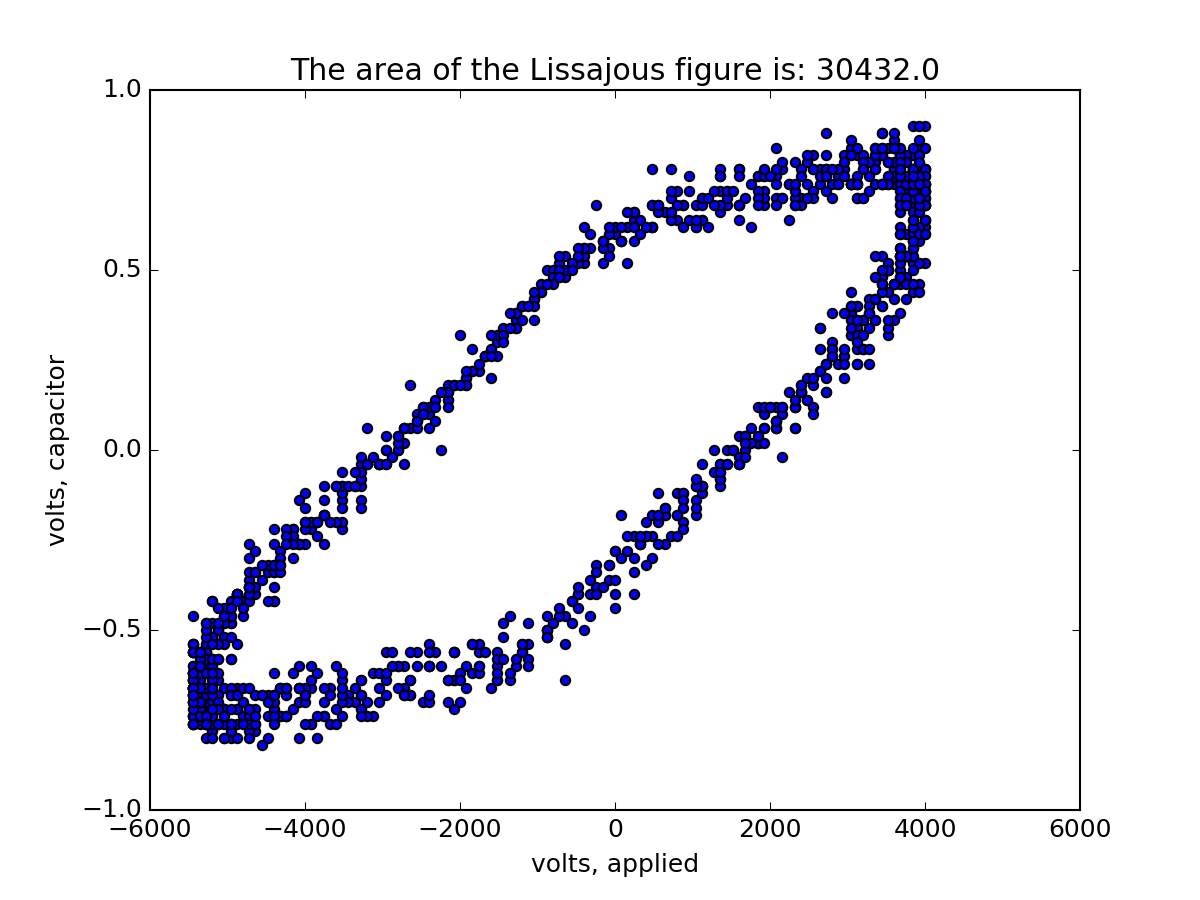 The area of the Lissajous figure is: 30432.0
1.0
0.5
0.0
−0.5
−1.0
volts, capacitor
−6000 −4000 −2000 0 2000 4000 6000
volts, applied